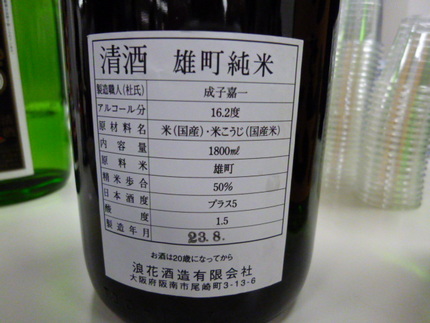 清酒 雄町純米
製造職人(杜氏) 成子嘉一
アルコール分 16.2度
原材料名 米(国産)・米こうじ(国産米)
内容量 1800㎖
原料米 雄町
精米歩合 50%
日本酒度 プラス5
酸度 1.5
製造年月 23.8.
お酒は20歳になってから
浪花酒造有限会社
大阪府阪南市尾崎町3-13-6